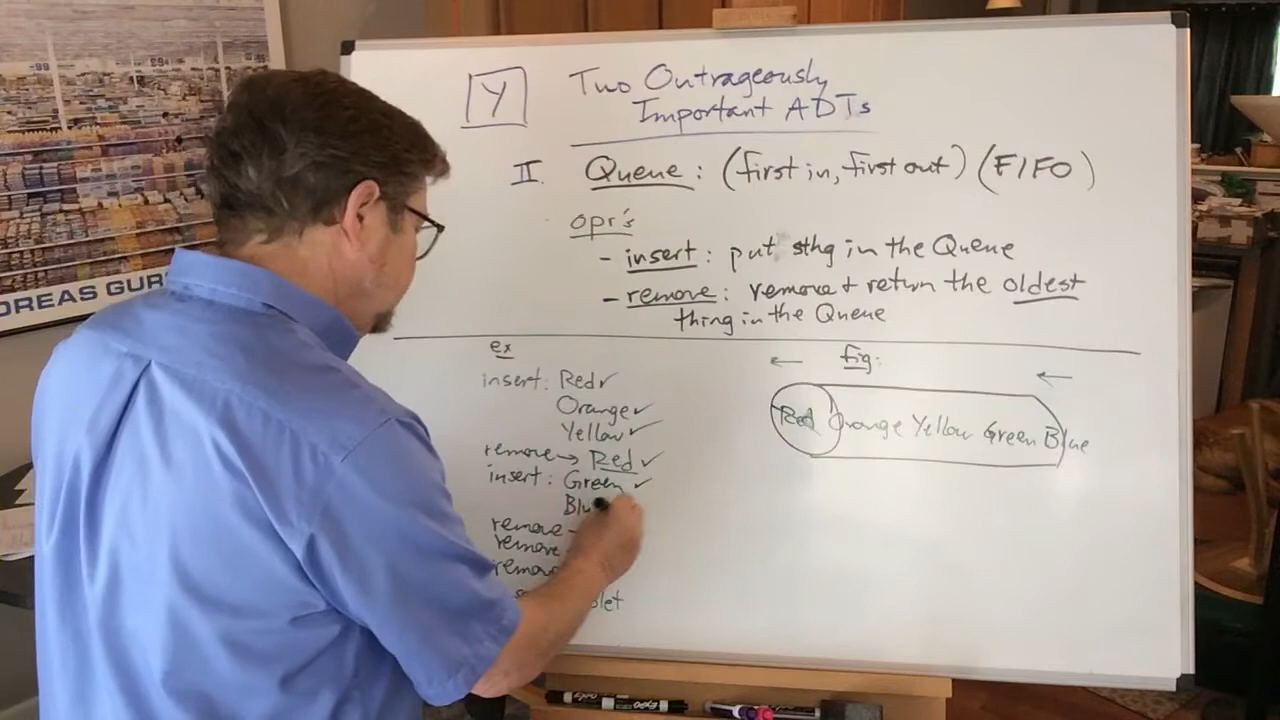 Y
Two Outrageously
Important ADTs
II. Queue: (first in, first out) (FIFO)
opr's
- insert: put sthg in the Queue
- remove: remove + return the oldest
thing in the Queue
ex
insert: Red ✓
Orange ✓
Yellow ✓
remove → Red ✓
insert: Green ✓
remove
remove
← fig: ←
Red Orange Yellow Green Blue